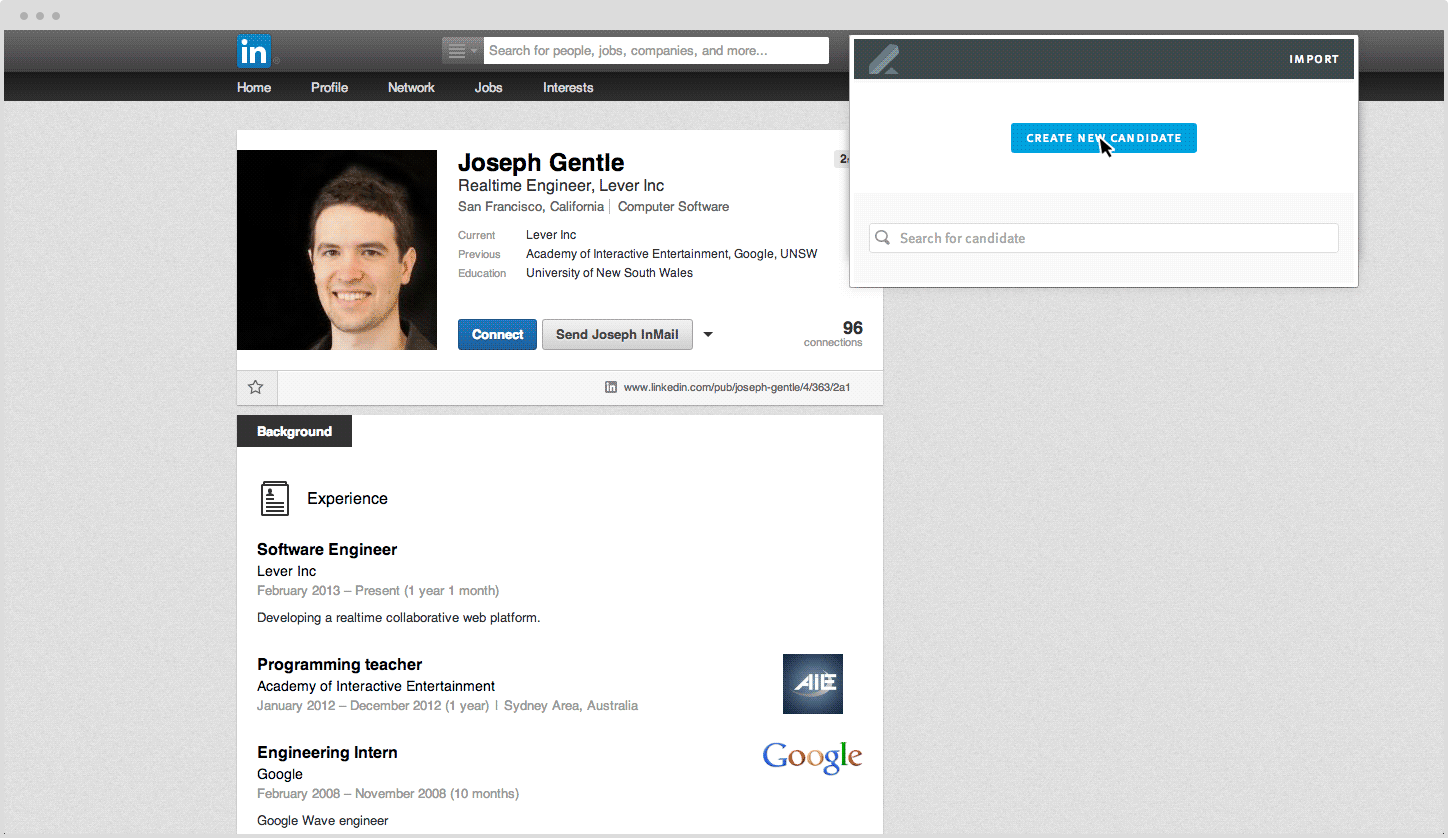 in
Search for people, jobs, companies, and more...
IMPORT
Home Profile Network Jobs Interests
CREATE NEW CANDIDATE
Search for candidate
Joseph Gentle
Realtime Engineer, Lever Inc
San Francisco, California | Computer Software
Current Lever Inc
Previous Academy of Interactive Entertainment, Google, UNSW
Education University of New South Wales
Connect Send Joseph InMail
96
connections
in www.linkedin.com/pub/joseph-gentle/4/363/2a1
Background
Experience
Software Engineer
Lever Inc
February 2013 – Present (1 year 1 month)
Developing a realtime collaborative web platform.
Programming teacher
AIE
Academy of Interactive Entertainment
January 2012 – December 2012 (1 year) | Sydney Area, Australia
Engineering Intern
Google
Google
February 2008 – November 2008 (10 months)
Google Wave engineer